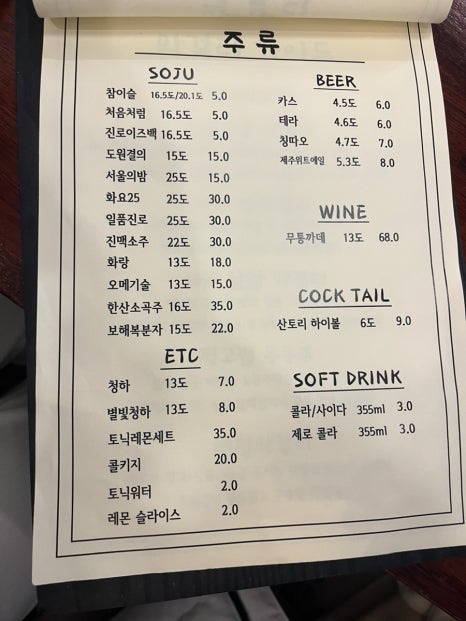 주류
SOJU
참이슬 16.5도/20.1도 5.0
처음처럼 16.5도 5.0
진로이즈백 16.5도 5.0
도원결의 15도 15.0
서울의밤 25도 15.0
화요25 25도 30.0
일품진로 25도 30.0
진맥소주 22도 30.0
화랑 13도 18.0
오메기술 13도 15.0
한산소곡주 16도 35.0
보해복분자 15도 22.0
ETC
청하 13도 7.0
별빛청하 13도 8.0
토닉레몬세트 35.0
콜키지 20.0
토닉워터 2.0
레몬 슬라이스 2.0
BEER
카스 4.5도 6.0
테라 4.6도 6.0
칭따오 4.7도 7.0
제주위트에일 5.3도 8.0
WINE
무통까데 13도 68.0
COCK TAIL
산토리 하이볼 6도 9.0
SOFT DRINK
콜라/사이다 355ml 3.0
제로 콜라 355ml 3.0